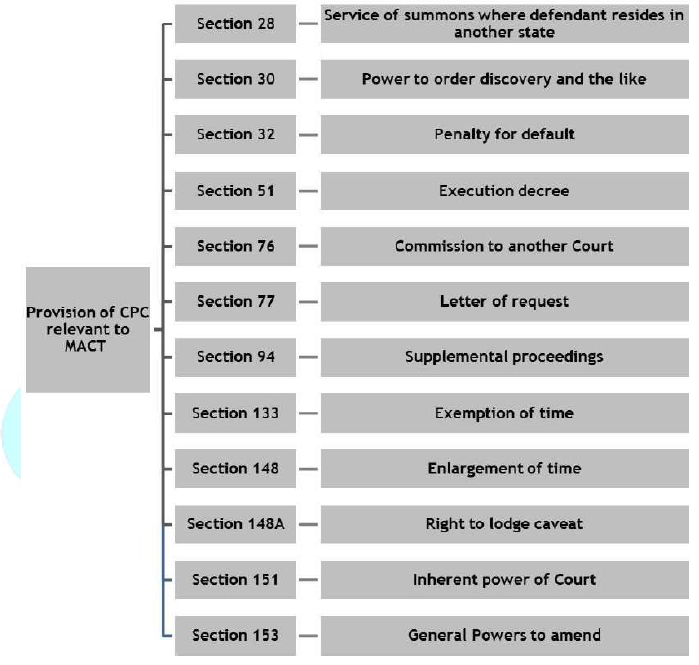 Provision of CPC
relevant to
MACT
Section 28
Service of summons where defendant resides in
another state
Section 30
Power to order discovery and the like
Section 32
Penalty for default
Section 51
Execution decree
Section 76
Commission to another Court
Section 77
Letter of request
Section 94
Supplemental proceedings
Section 133
Exemption of time
Section 148
Enlargement of time
Section 148A
Right to lodge caveat
Section 151
Inherent power of Court
Section 153
General Powers to amend